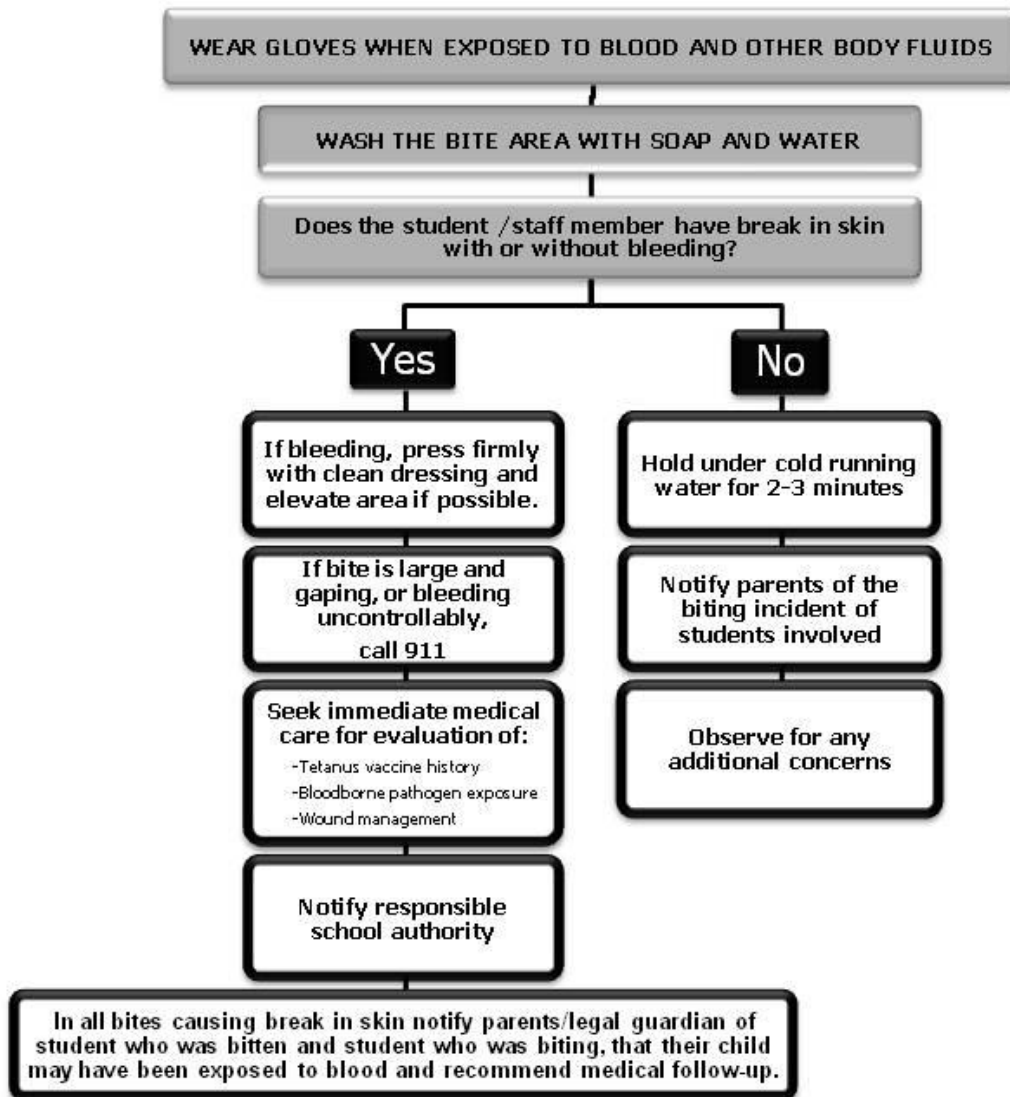 WEAR GLOVES WHEN EXPOSED TO BLOOD AND OTHER BODY FLUIDS
WASH THE BITE AREA WITH SOAP AND WATER
Does the student /staff member have break in skin
with or without bleeding?
Yes
If bleeding, press firmly
with clean dressing and
elevate area if possible.
If bite is large and
gaping, or bleeding
uncontrollably,
call 911
Seek immediate medical
care for evaluation of:
-Tetanus vaccine history
-Bloodborne pathogen exposure
-Wound management
Notify responsible
school authority
In all bites causing break in skin notify parents/legal guardian of
student who was bitten and student who was biting, that their child
may have been exposed to blood and recommend medical follow-up.
No
Hold under cold running
water for 2-3 minutes
Notify parents of the
biting incident of
students involved
Observe for any
additional concerns